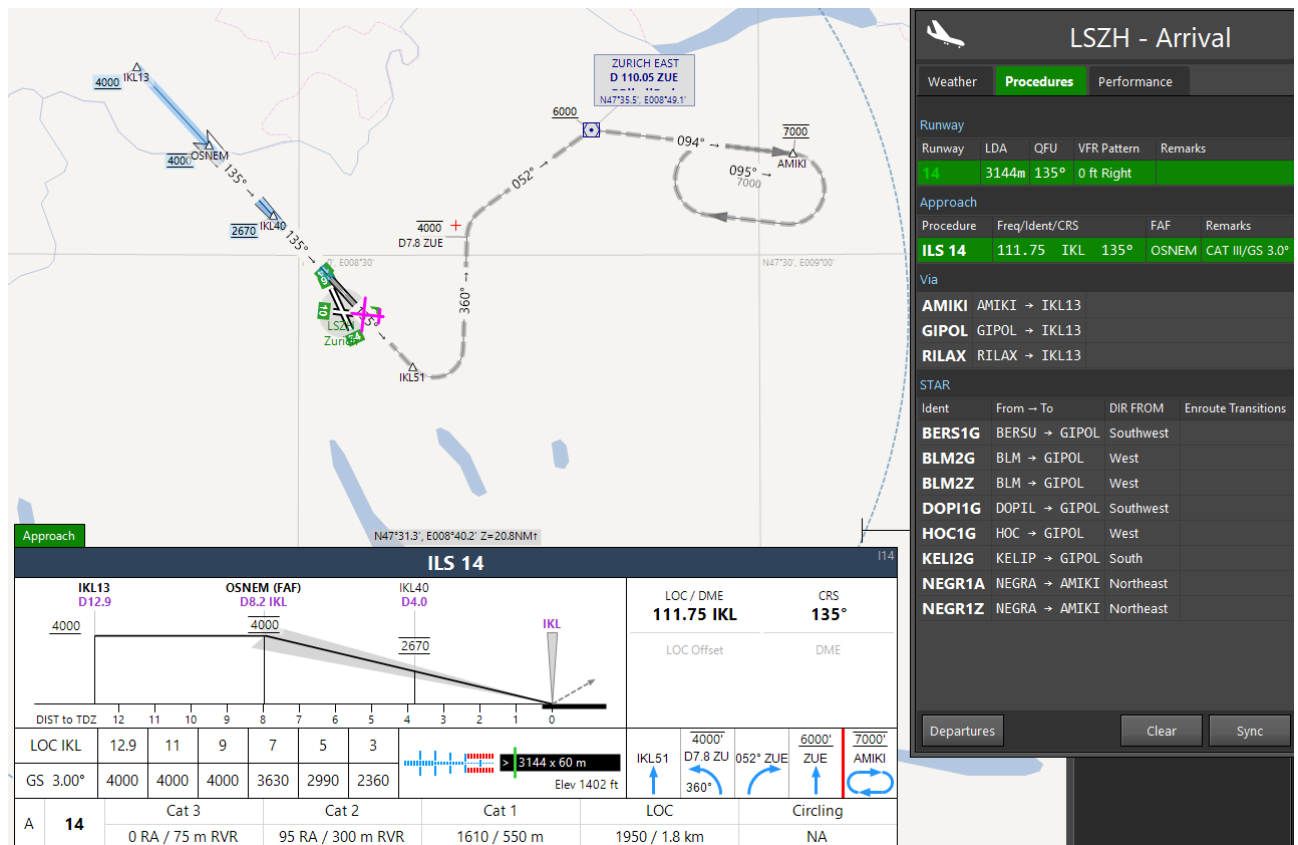 IKL13
4000
OSNEM
4000
135° →
IKL40
2670
135° →
ZURICH EAST
D 110.05 ZUE
N47°35.5', E008°49.1'
6000
094° →
7000
AMIKI
095° →
7000
052° →
4000
D7.8 ZUE
360° →
E008°30'
N47°30', E009°00'
10
LSZH
IKL51
N47°31.3', E008°40.2' Z=20.8NM↑
Approach
ILS 14
I14
IKL13
D12.9
OSNEM (FAF)
D8.2 IKL
IKL40
D4.0
IKL
4000
4000
2670
DIST to TDZ 12 11 10 9 8 7 6 5 4 3 2 1 0
LOC / DME
111.75 IKL
CRS
135°
LOC Offset
DME
LOC IKL 12.9 11 9 7 5 3
GS 3.00° 4000 4000 4000 3630 2990 2360
> 3144 x 60 m
Elev 1402 ft
IKL51
4000'
D7.8 ZU
360°
052° ZUE
6000'
ZUE
7000'
AMIKI
A 14
Cat 3 Cat 2 Cat 1 LOC Circling
0 RA / 75 m RVR 95 RA / 300 m RVR 1610 / 550 m 1950 / 1.8 km NA
LSZH - Arrival
Weather Procedures Performance
Runway
Runway LDA QFU VFR Pattern Remarks
14 3144m 135° 0 ft Right
Approach
Procedure Freq/Ident/CRS FAF Remarks
ILS 14 111.75 IKL 135° OSNEM CAT III/GS 3.0°
Via
AMIKI AMIKI → IKL13
GIPOL GIPOL → IKL13
RILAX RILAX → IKL13
STAR
Ident From → To DIR FROM Enroute Transitions
BERS1G BERSU → GIPOL Southwest
BLM2G BLM → GIPOL West
BLM2Z BLM → GIPOL West
DOPI1G DOPIL → GIPOL Southwest
HOC1G HOC → GIPOL West
KELI2G KELIP → GIPOL South
NEGR1A NEGRA → AMIKI Northeast
NEGR1Z NEGRA → AMIKI Northeast
Departures Clear Sync